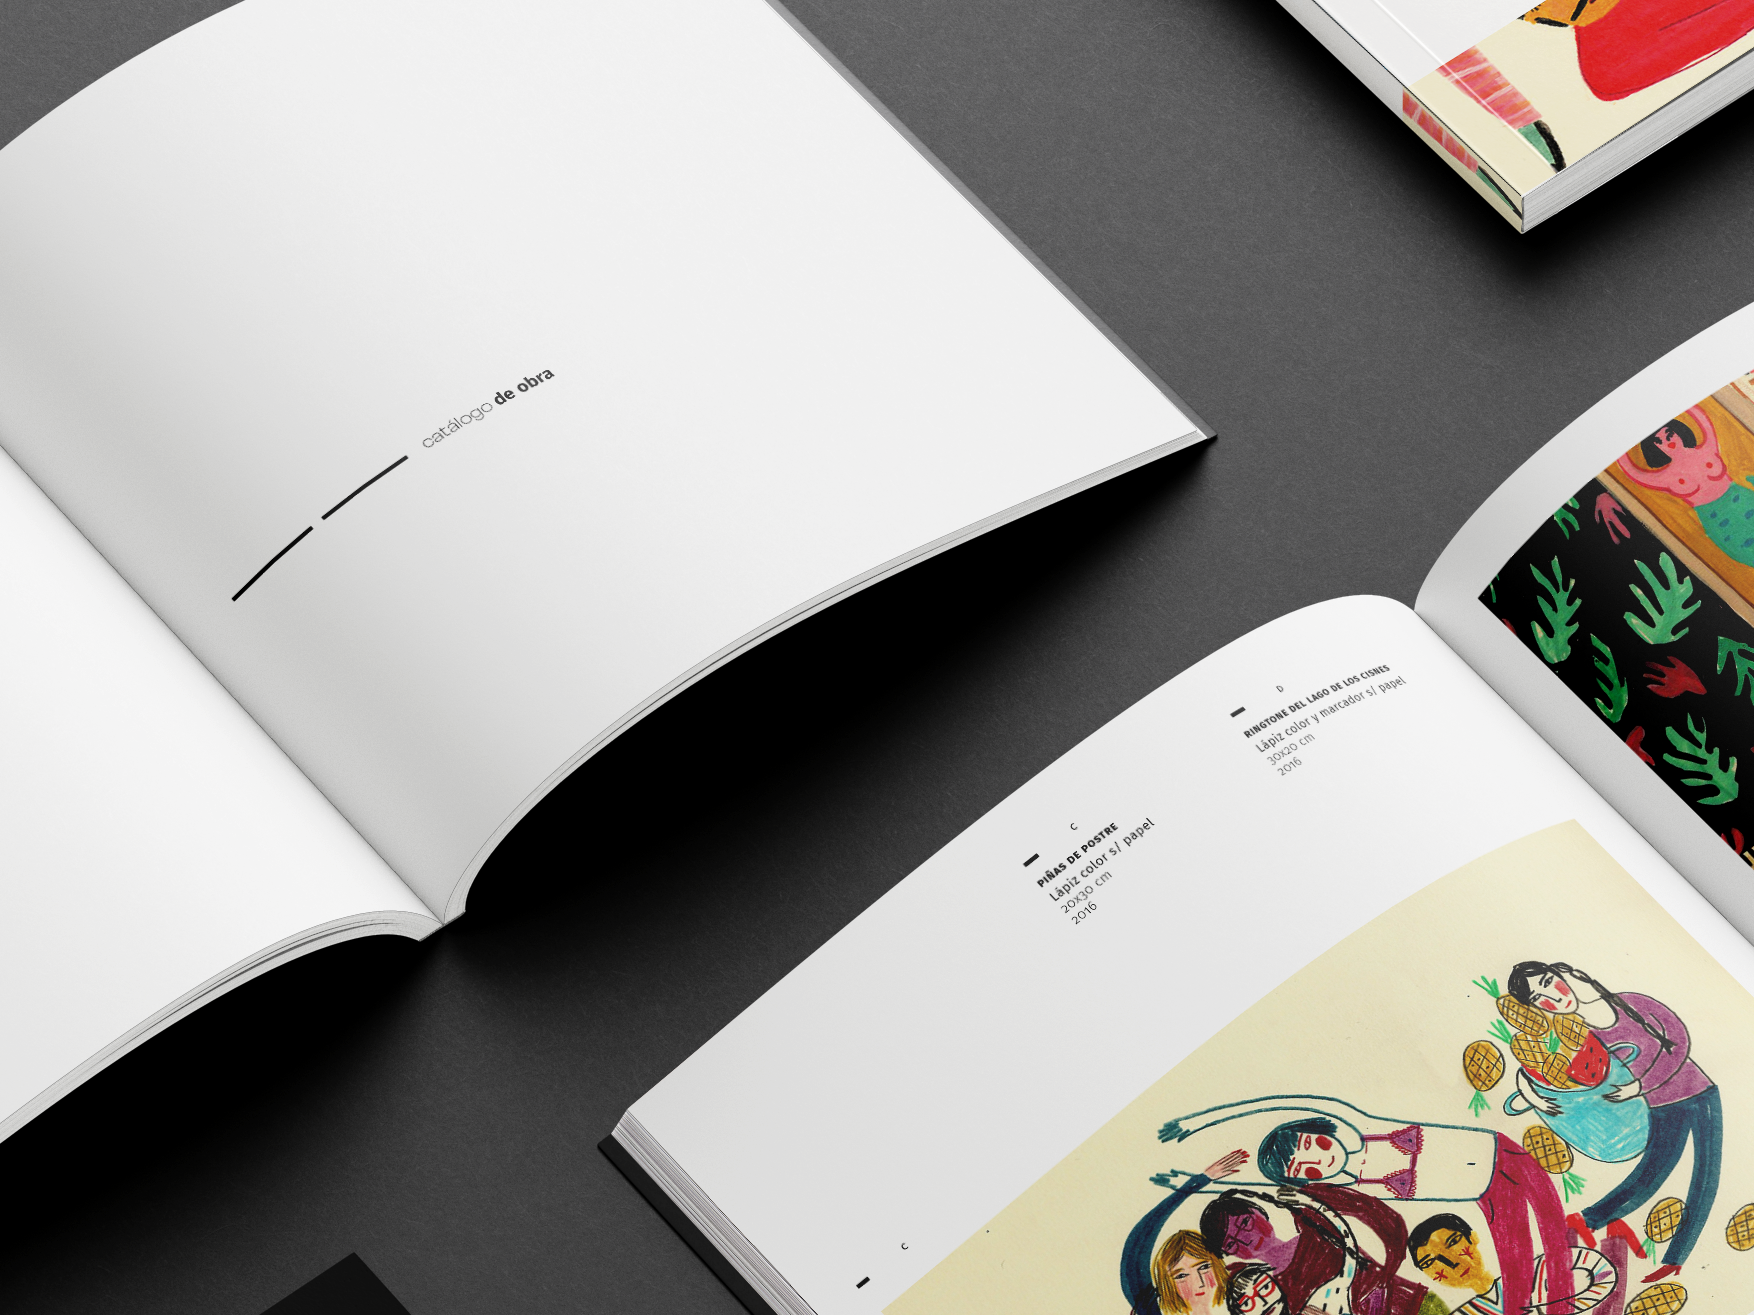 catálogo de obra
D
RINGTONE DEL LAGO DE LOS CISNES
Lápiz color y marcador s/ papel
30x20 cm
2016
C
PIÑAS DE POSTRE
Lápiz color s/ papel
20x30 cm
2016
C